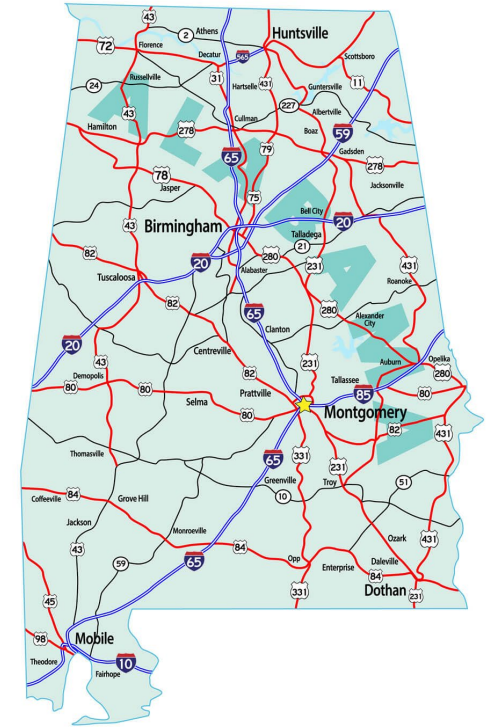 43
Athens
2
Huntsville
72
Florence
Decatur
565
Scottsboro
Russellville
31
Hartselle
431
11
24
Guntersville
227
43
Albertville
Cullman
Hamilton
278
Boaz
59
65
79
Gadsden
278
78
Jasper
Jacksonville
75
ALABAMA
Bell City
43
Birmingham
20
Talladega
21
82
20
280
231
431
Tuscaloosa
Alabaster
Roanoke
82
65
280
Alexander
City
Clanton
20
Centreville
43
231
Auburn
Opelika
Demopolis
82
Tallassee
280
80
80
Prattville
85
80
Selma
80
Montgomery
82
431
Thomasville
331
65
231
Greenville
Troy
51
Coffeeville
84
Grove Hill
10
Jackson
Monroeville
Ozark
43
84
431
59
65
Opp
Enterprise
Daleville
84
331
Dothan
231
45
98
Mobile
Theodore
10
Fairhope